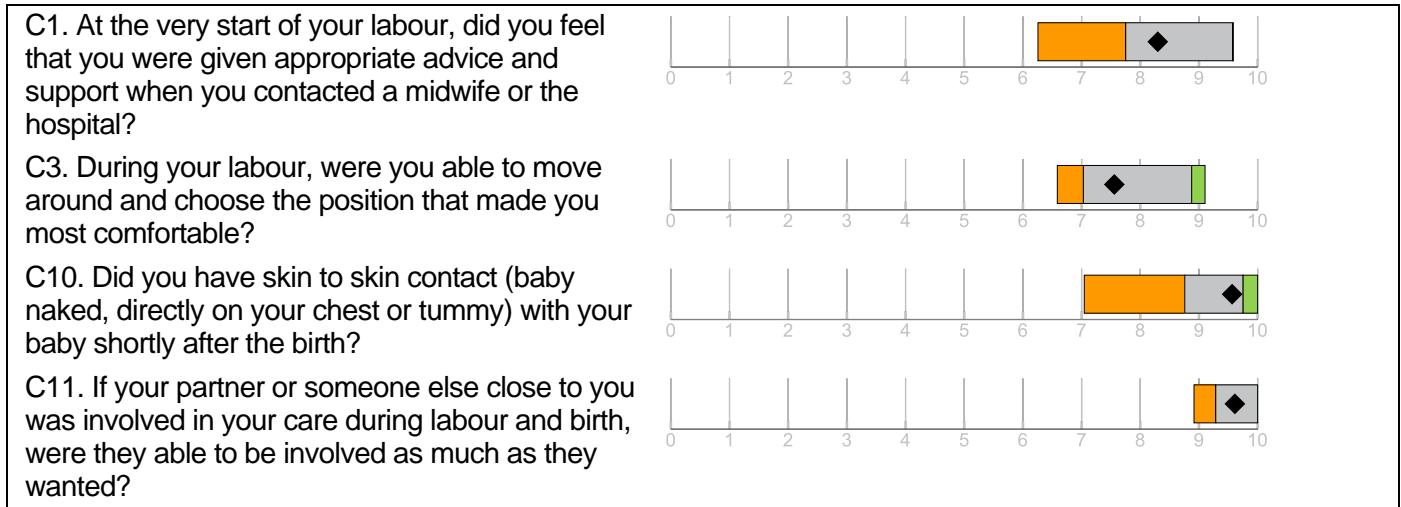 C1. At the very start of your labour, did you feel
that you were given appropriate advice and
support when you contacted a midwife or the
hospital?
0 1 2 3 4 5 6 7 8 9 10
C3. During your labour, were you able to move
around and choose the position that made you
most comfortable?
0 1 2 3 4 5 6 7 8 9 10
C10. Did you have skin to skin contact (baby
naked, directly on your chest or tummy) with your
baby shortly after the birth?
0 1 2 3 4 5 6 7 8 9 10
C11. If your partner or someone else close to you
was involved in your care during labour and birth,
were they able to be involved as much as they
wanted?
0 1 2 3 4 5 6 7 8 9 10